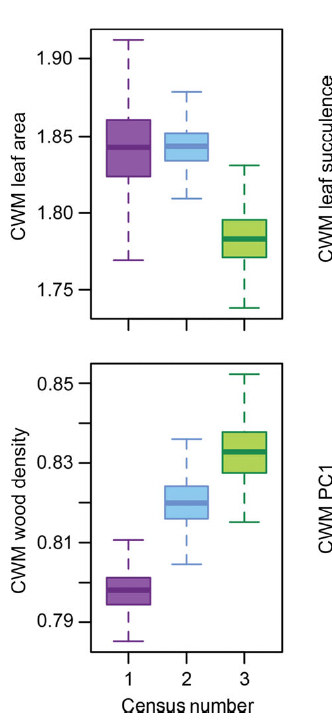 CWM leaf area
1.90
1.85
1.80
1.75
CWM leaf succulence
CWM wood density
0.85
0.83
0.81
0.79
CWM PC1
1 2 3
Census number